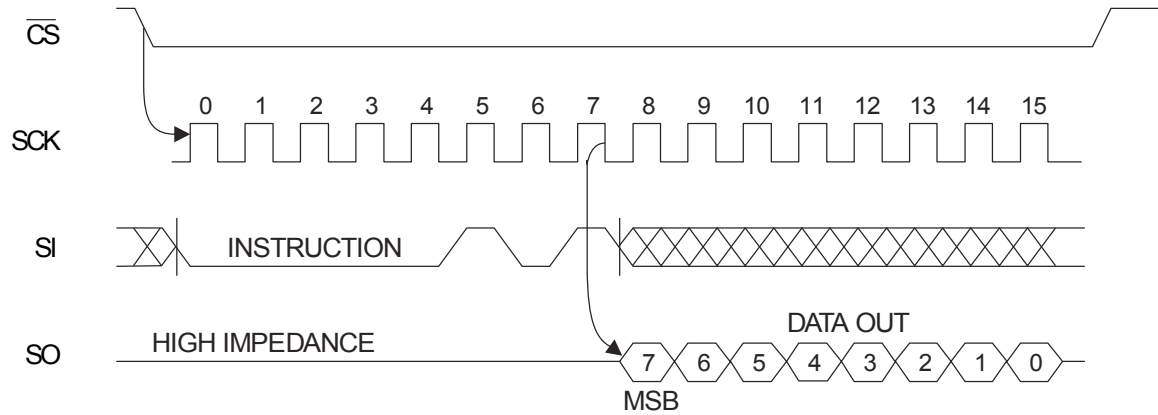 CS
SCK
0 1 2 3 4 5 6 7 8 9 10 11 12 13 14 15
SI
INSTRUCTION
SO
HIGH IMPEDANCE
DATA OUT
7 6 5 4 3 2 1 0
MSB